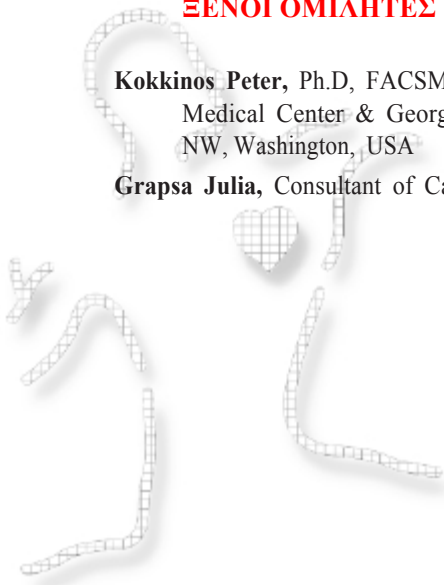 ΞΕΝΟΙ ΟΜΙΛΗΤΕΣ
Kokkinos Peter, Ph.D, FACSM
Medical Center & Georg
NW, Washington, USA
Grapsa Julia, Consultant of Ca